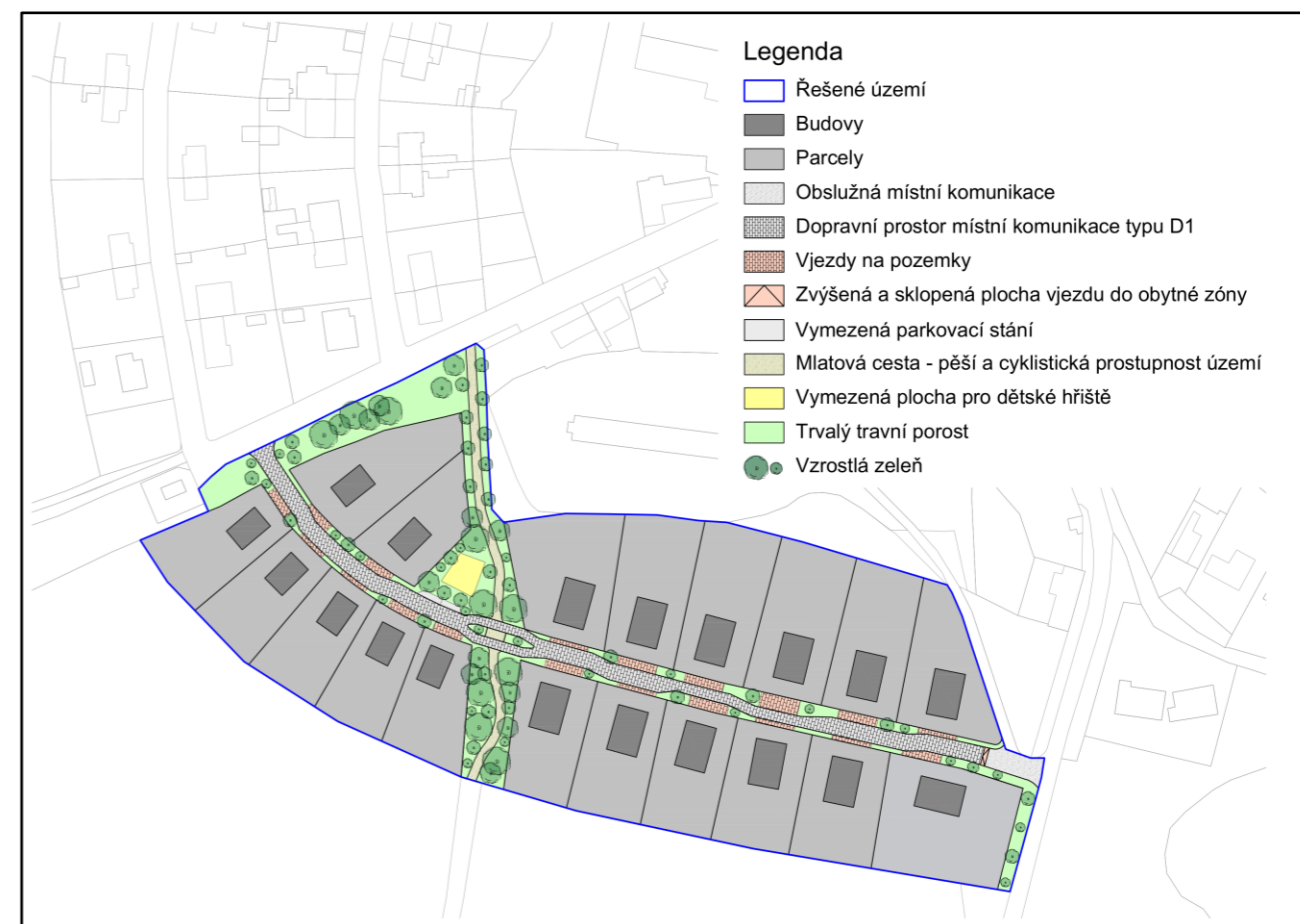 Legenda
Řešené území
Budovy
Parcely
Obslužná místní komunikace
Dopravní prostor místní komunikace typu D1
Vjezdy na pozemky
Zvýšená a sklopená plocha vjezdu do obytné zóny
Vymezená parkovací stání
Mlatová cesta - pěší a cyklistická prostupnost území
Vymezená plocha pro dětské hřiště
Trvalý travní porost
Vzrostlá zeleň